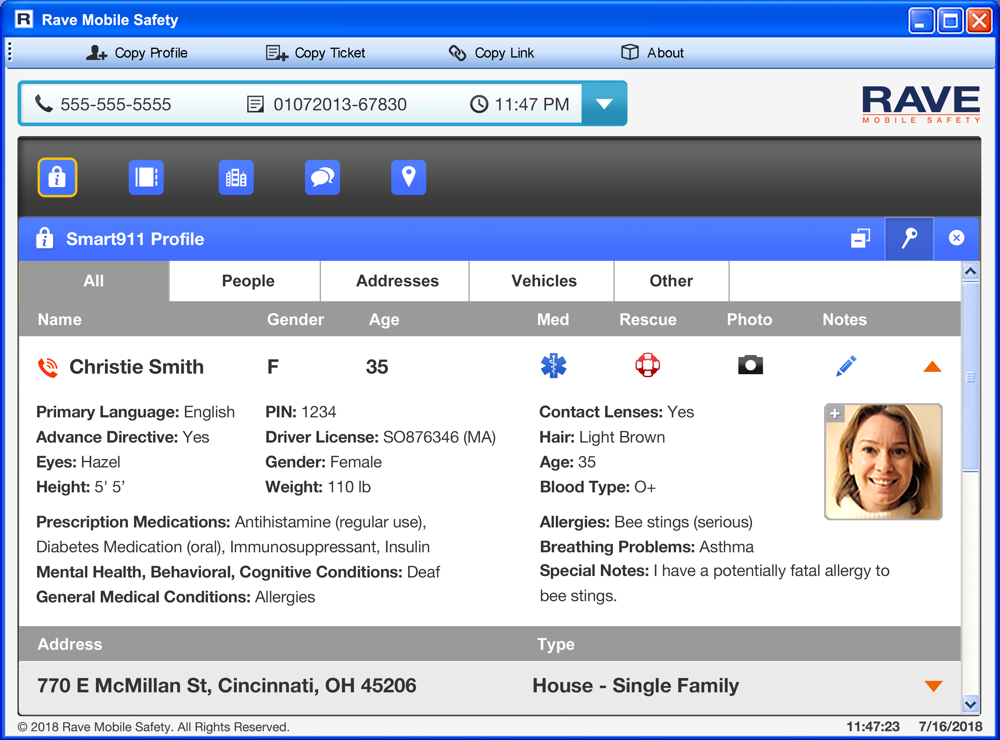 R Rave Mobile Safety
Copy Profile Copy Ticket Copy Link About
555-555-5555 01072013-67830 11:47 PM
RAVE
MOBILE SAFETY
Smart911 Profile
All People Addresses Vehicles Other
Name Gender Age Med Rescue Photo Notes
Christie Smith F 35
Primary Language: English PIN: 1234 Contact Lenses: Yes
Advance Directive: Yes Driver License: SO876346 (MA) Hair: Light Brown
Eyes: Hazel Gender: Female Age: 35
Height: 5' 5’ Weight: 110 lb Blood Type: O+
Prescription Medications: Antihistamine (regular use),
Diabetes Medication (oral), Immunosuppressant, Insulin
Mental Health, Behavioral, Cognitive Conditions: Deaf
General Medical Conditions: Allergies
Allergies: Bee stings (serious)
Breathing Problems: Asthma
Special Notes: I have a potentially fatal allergy to
bee stings.
Address Type
770 E McMillan St, Cincinnati, OH 45206 House - Single Family
© 2018 Rave Mobile Safety. All Rights Reserved. 11:47:23 7/16/2018